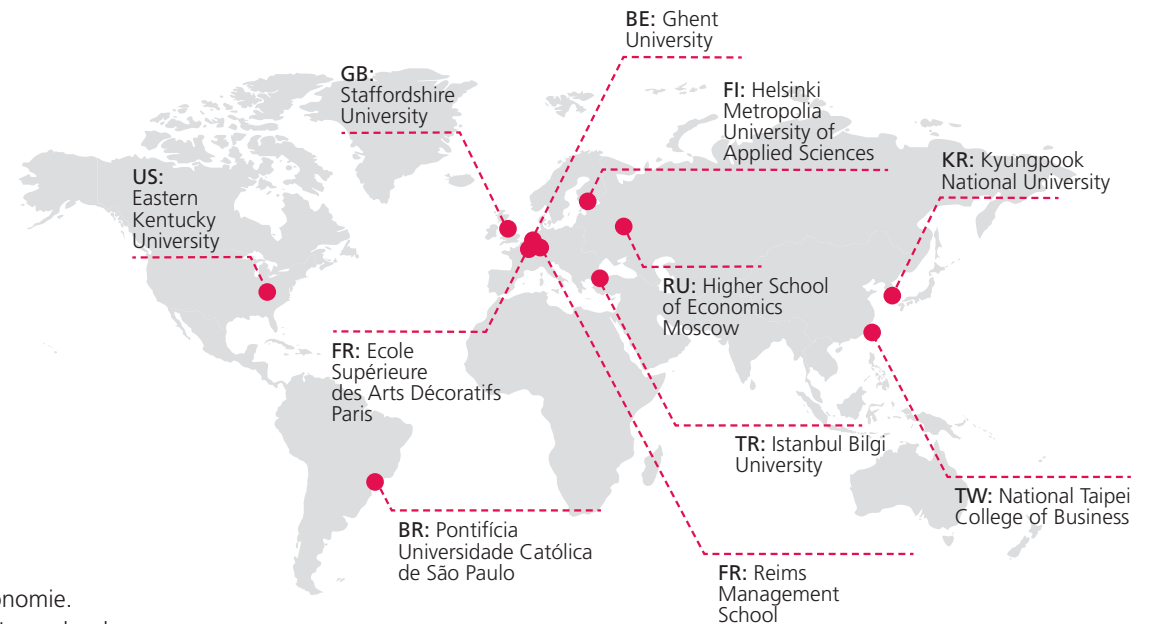 BE: Ghent
University
GB:
Staffordshire
University
FI: Helsinki
Metropolia
University of
Applied Sciences
KR: Kyungpook
National University
US:
Eastern
Kentucky
University
RU: Higher School
of Economics
Moscow
FR: Ecole
Supérieure
des Arts Décoratifs
Paris
TR: Istanbul Bilgi
University
TW: National Taipei
College of Business
BR: Pontifícia
Universidade Católica
de São Paulo
FR: Reims
Management
School
onomie.